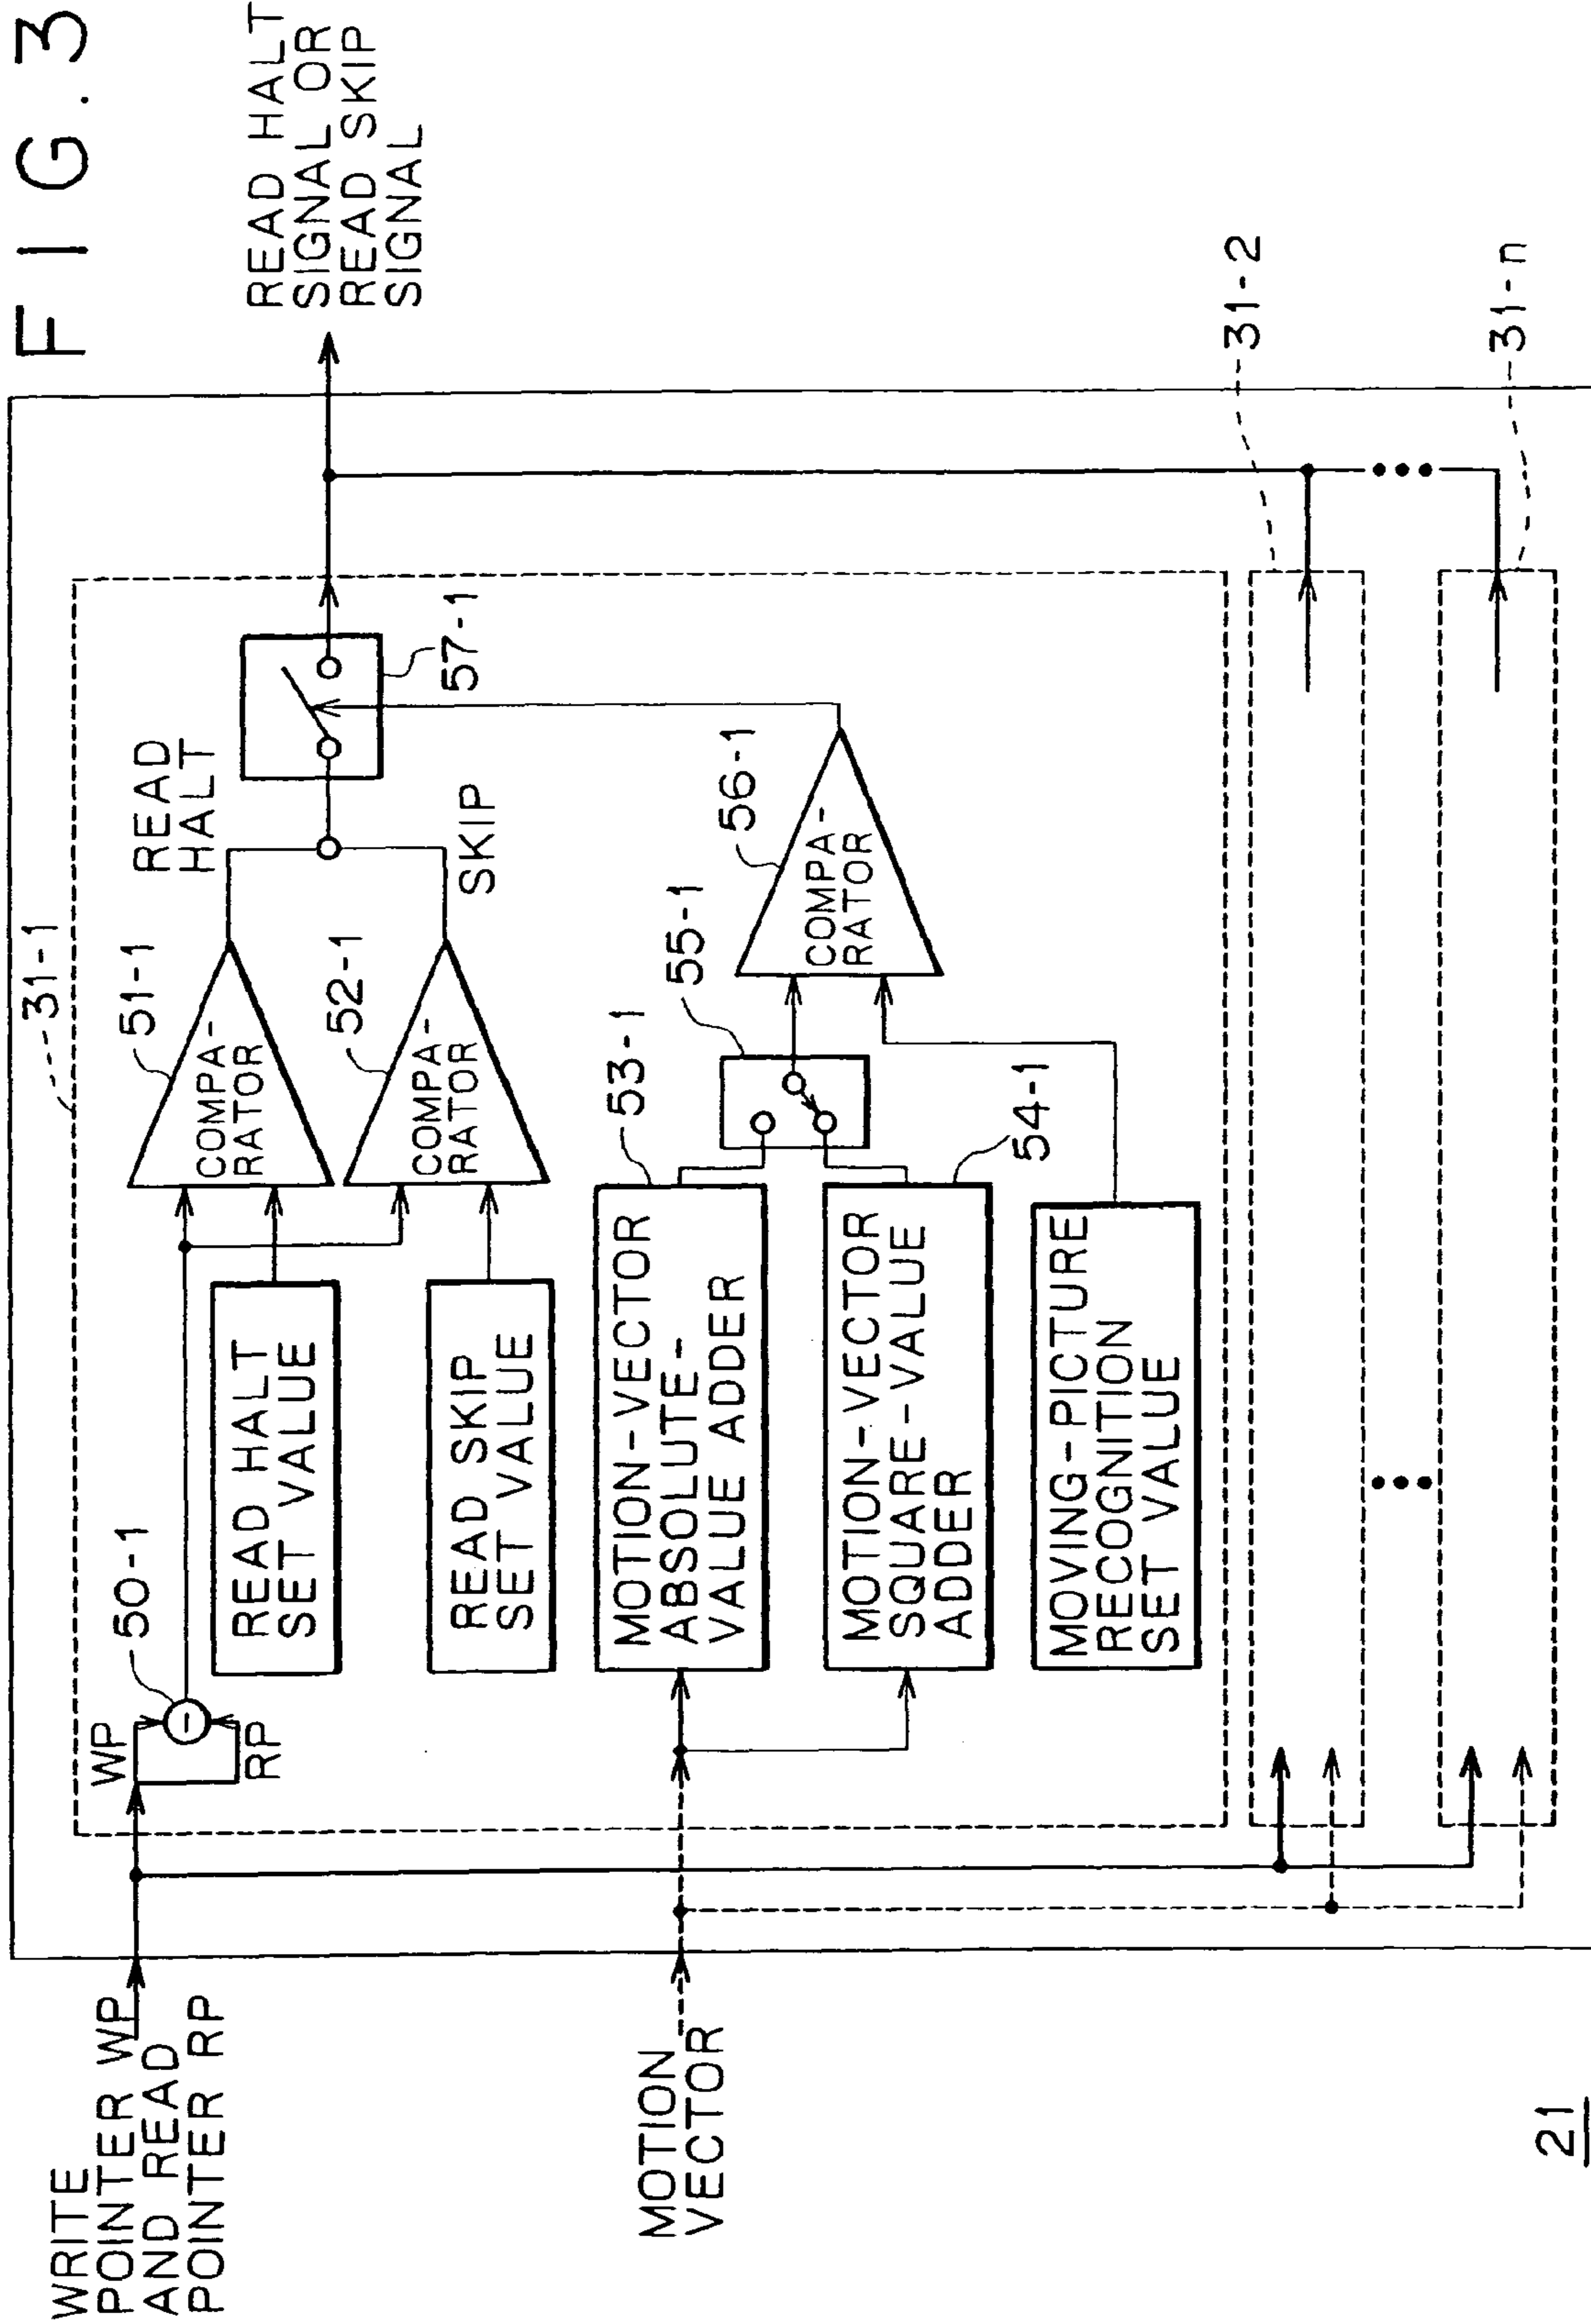 FIG.3
WRITE
POINTER WP
AND READ
POINTER RP
MOTION
VECTOR
21
31-1
WP
RP
50-1
READ HALT
SET VALUE
READ SKIP
SET VALUE
COMPA-
RATOR
51-1
COMPA-
RATOR
52-1
READ
HALT
SKIP
57-1
READ HALT
SIGNAL OR
READ SKIP
SIGNAL
MOTION-VECTOR
ABSOLUTE-
VALUE ADDER
53-1
MOTION-VECTOR
SQUARE-VALUE
ADDER
54-1
MOVING-PICTURE
RECOGNITION
SET VALUE
55-1
COMPA-
RATOR
56-1
31-2
31-n